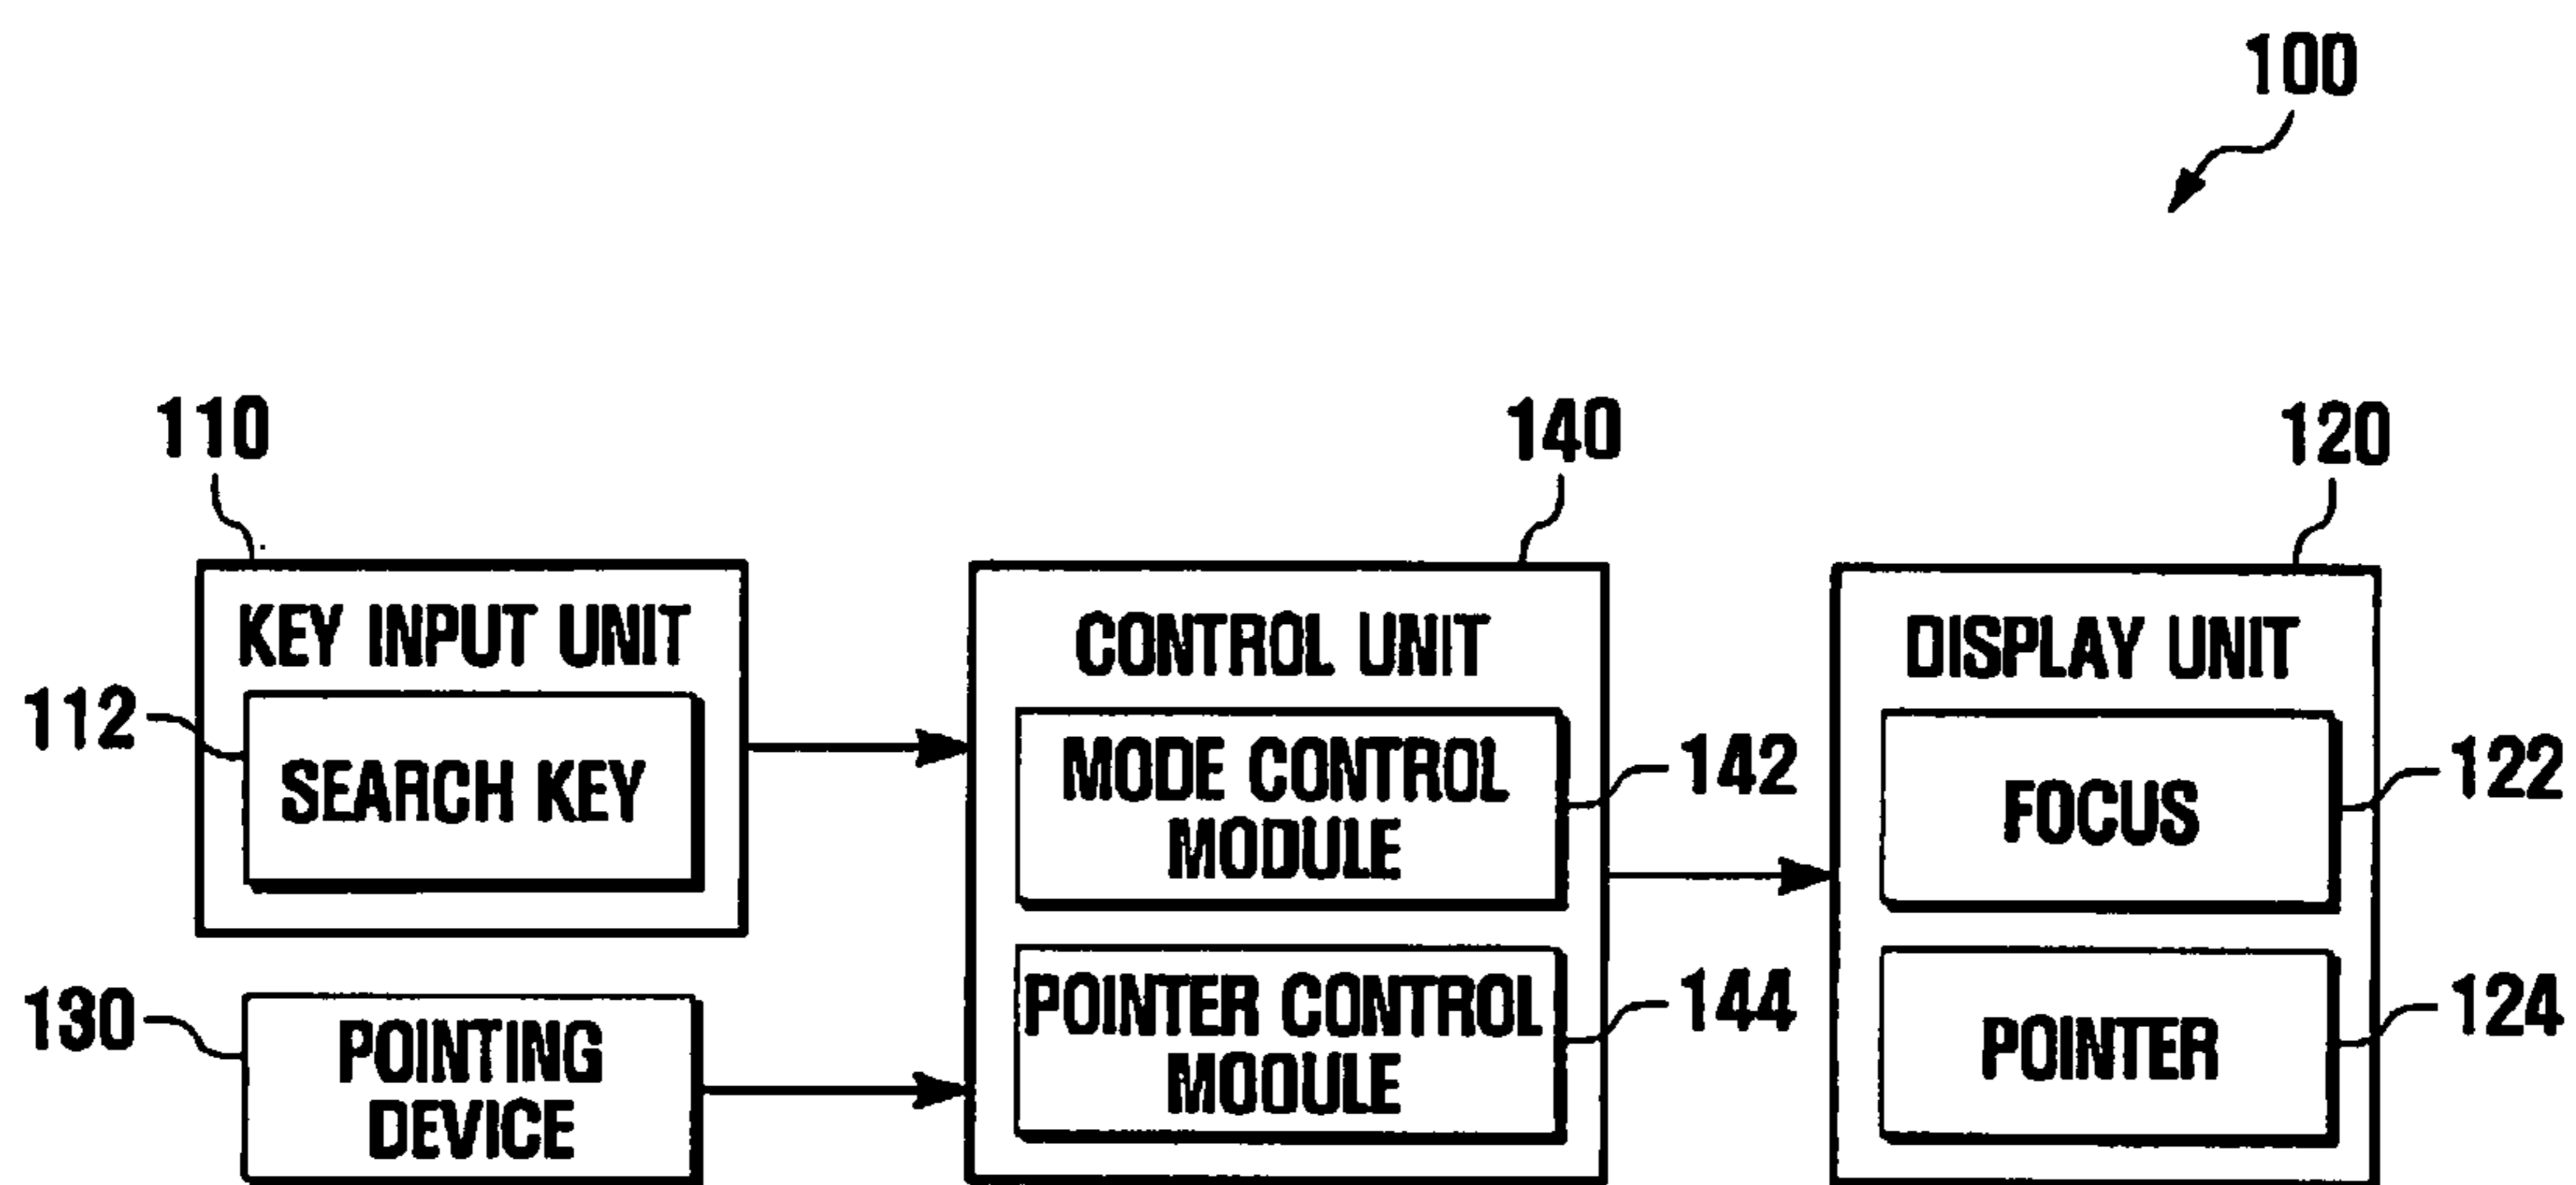 100
110
140
120
KEY INPUT UNIT
CONTROL UNIT
DISPLAY UNIT
112
SEARCH KEY
MODE CONTROL
MODULE
142
FOCUS
122
130
POINTING
DEVICE
POINTER CONTROL
MODULE
144
POINTER
124